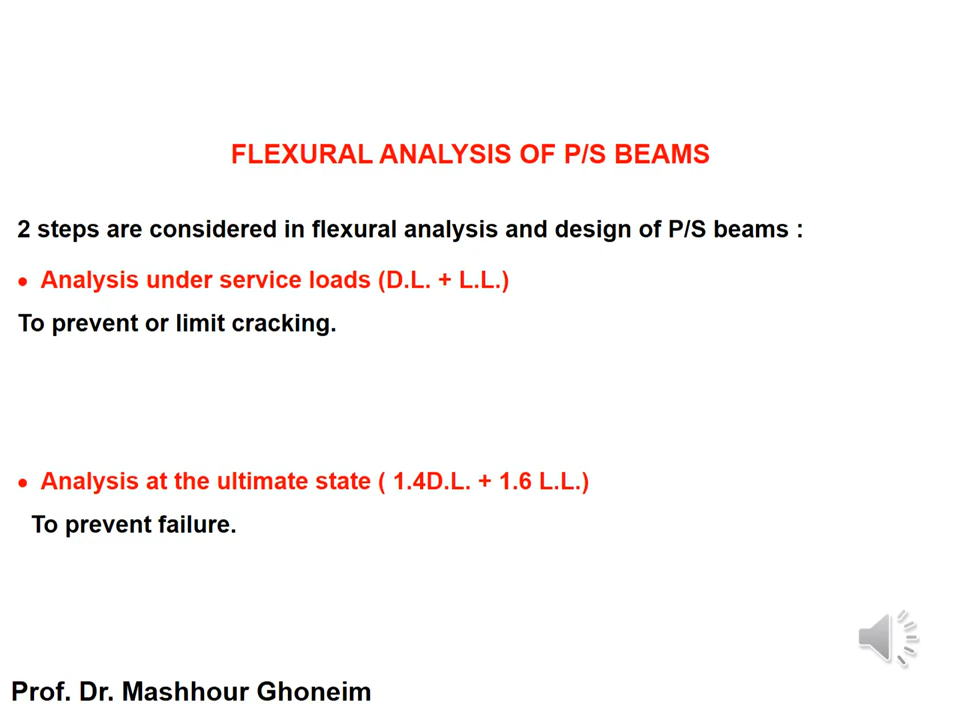 FLEXURAL ANALYSIS OF P/S BEAMS
2 steps are considered in flexural analysis and design of P/S beams :
• Analysis under service loads (D.L. + L.L.)
To prevent or limit cracking.
• Analysis at the ultimate state ( 1.4D.L. + 1.6 L.L.)
To prevent failure.
Prof. Dr. Mashhour Ghoneim